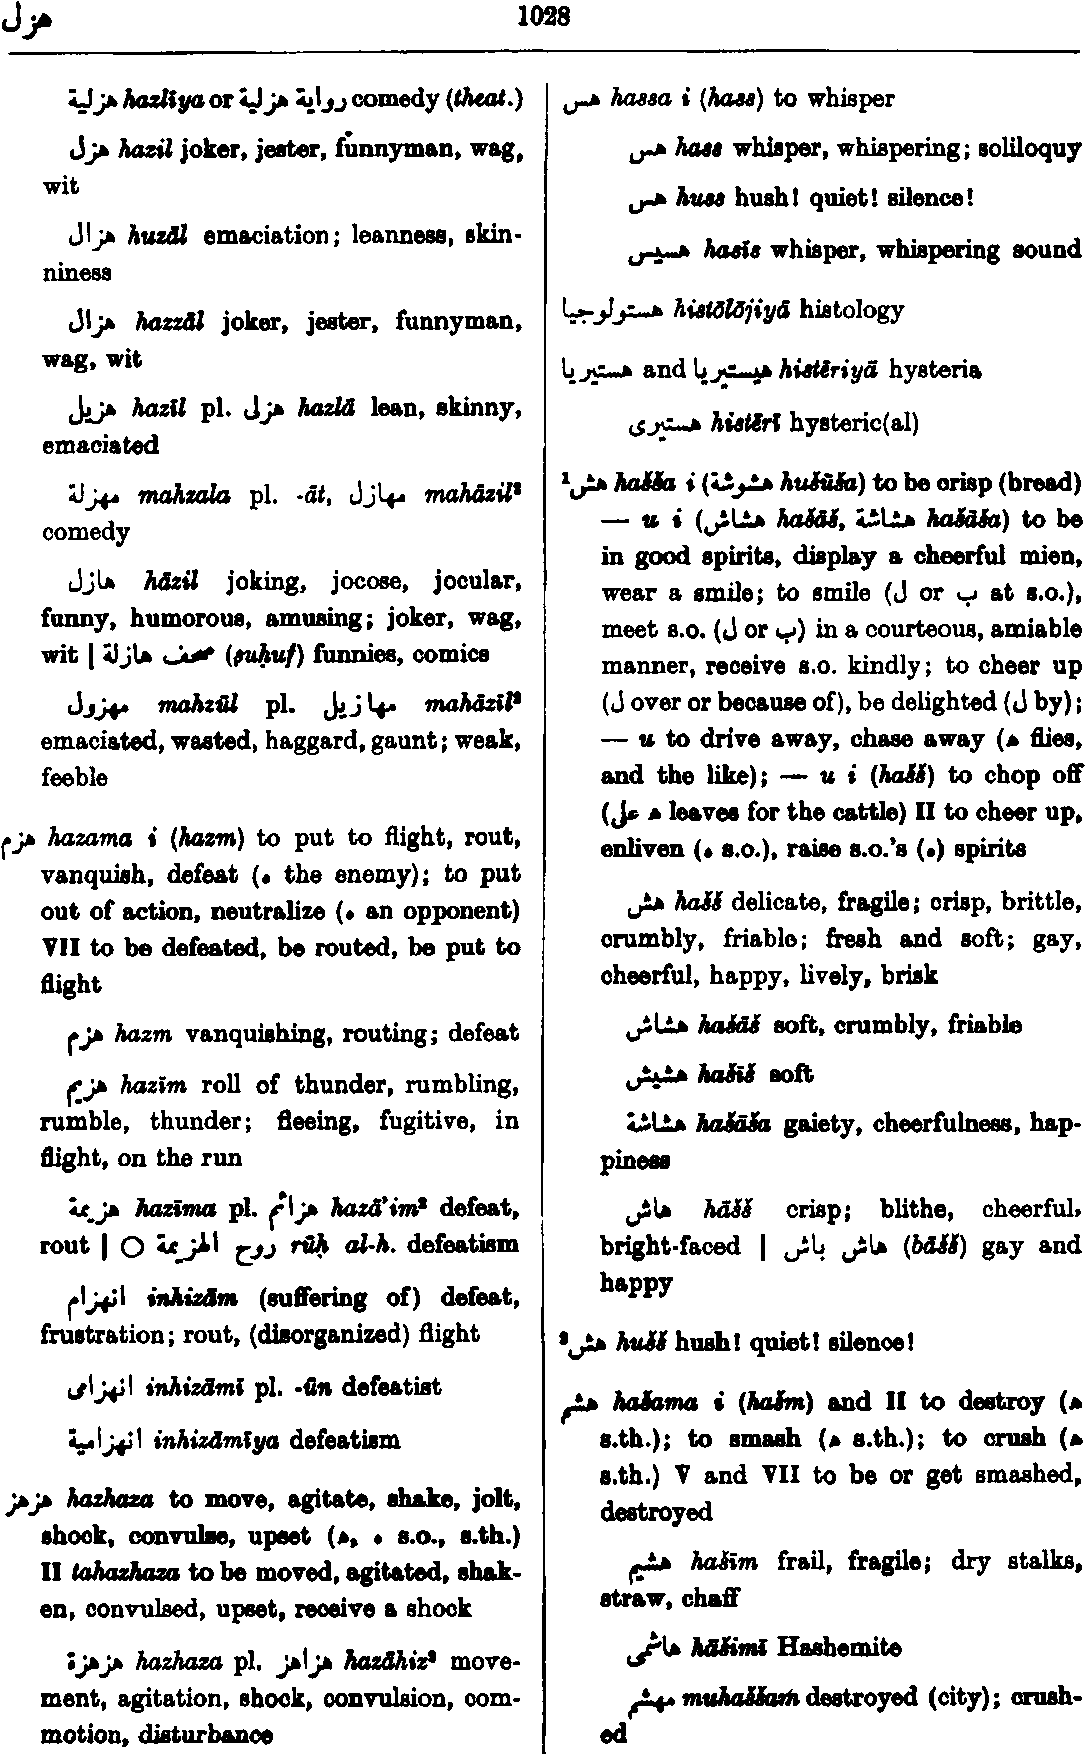 هزل
1028
هزلية hazlīya or رواية هزلية comedy (theat.)
هزل hazil joker, jester, funnyman, wag,
wit
هزال huzāl emaciation; leanness, skin-
niness
هزال hazzāl joker, jester, funnyman,
wag, wit
هزيل hazīl pl. هزلى hazlā lean, skinny,
emaciated
مهزلة mahzala pl. -āt, مهازل mahāzil²
comedy
هازل hāzil joking, jocose, jocular,
funny, humorous, amusing; joker, wag,
wit | صحف هازلة (ṣuḥuf) funnies, comics
مهزول mahzūl pl. مهازيل mahāzīl²
emaciated, wasted, haggard, gaunt; weak,
feeble
هزم hazama i (hazm) to put to flight, rout,
vanquish, defeat (ه the enemy); to put
out of action, neutralize (ه an opponent)
VII to be defeated, be routed, be put to
flight
هزم hazm vanquishing, routing; defeat
هزيم hazīm roll of thunder, rumbling,
rumble, thunder; fleeing, fugitive, in
flight, on the run
هزيمة hazīma pl. هزائم hazā'im² defeat,
rout | ○ روح الهزيمة rūḥ al-h. defeatism
انهزام inhizām (suffering of) defeat,
frustration; rout, (disorganized) flight
انهزامى inhizāmī pl. -ūn defeatist
انهزامية inhizāmīya defeatism
هزهز hazhaza to move, agitate, shake, jolt,
shock, convulse, upset (ه, ه s.o., s.th.)
II tahazhaza to be moved, agitated, shak-
en, convulsed, upset, receive a shock
هزهزة hazhaza pl. هزاهز hazāhiz² move-
ment, agitation, shock, convulsion, com-
motion, disturbance
هس hassa i (hass) to whisper
هس hass whisper, whispering; soliloquy
هس huss hush! quiet! silence!
هسيس hasīs whisper, whispering sound
هستولوجيا histōlōjiyā histology
هستيريا and هيستيريا histēriyā hysteria
هستيرى histērī hysteric(al)
¹هش hašša i (هشوشة hušūša) to be crisp (bread)
— u i (هشاش hašāš, هشاشة hašāša) to be
in good spirits, display a cheerful mien,
wear a smile; to smile (ل or ب at s.o.),
meet s.o. (ل or ب) in a courteous, amiable
manner, receive s.o. kindly; to cheer up
(ل over or because of), be delighted (ل by);
— u to drive away, chase away (ه flies,
and the like); — u i (hašš) to chop off
(ه على leaves for the cattle) II to cheer up,
enliven (ه s.o.), raise s.o.'s (ه) spirits
هش hašš delicate, fragile; crisp, brittle,
crumbly, friable; fresh and soft; gay,
cheerful, happy, lively, brisk
هشاش hašāš soft, crumbly, friable
هشيش hašīš soft
هشاشة hašāša gaiety, cheerfulness, hap-
piness
هاش hāšš crisp; blithe, cheerful,
bright-faced | هاش باش (bāšš) gay and
happy
²هش hušš hush! quiet! silence!
هشم hašama i (hašm) and II to destroy (ه
s.th.); to smash (ه s.th.); to crush (ه
s.th.) V and VII to be or get smashed,
destroyed
هشيم hašīm frail, fragile; dry stalks,
straw, chaff
هاشمى hāšimī Hashemite
مهشم muhaššam destroyed (city); crush-
ed